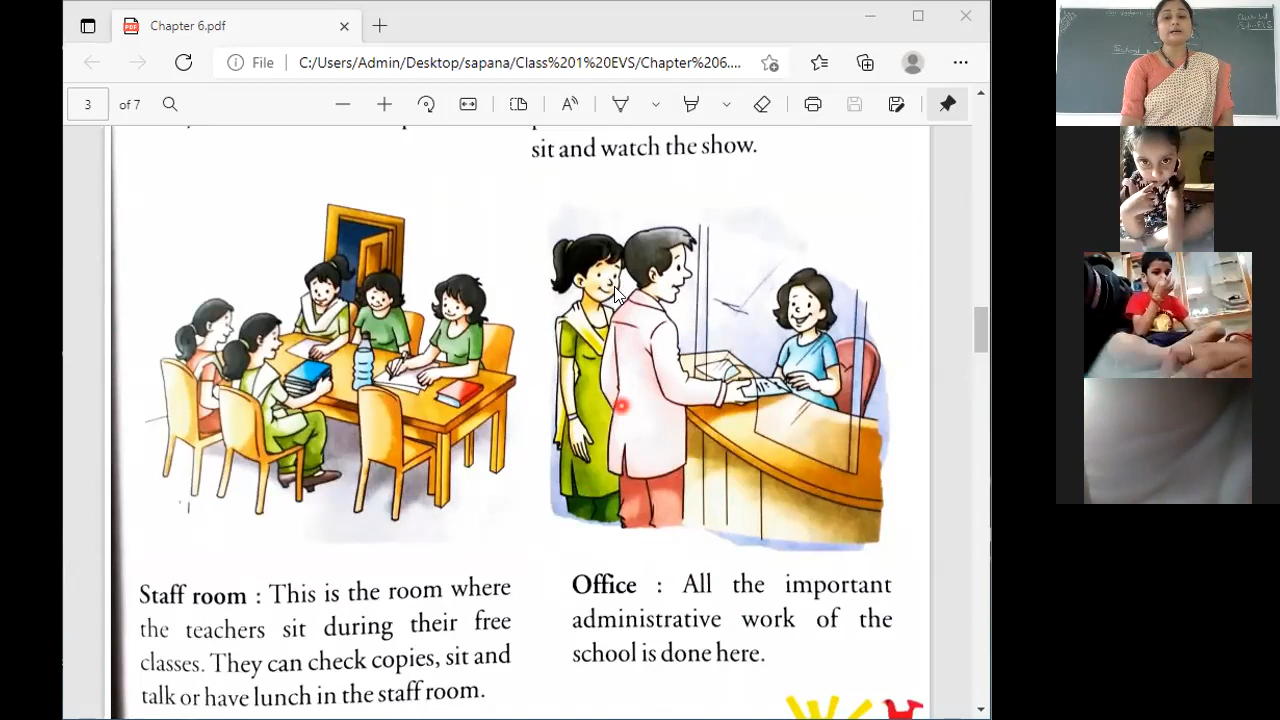 Chapter 6.pdf
File C:/Users/Admin/Desktop/sapana/Class%201%20EVS/Chapter%206....
3 of 7
sit and watch the show.
Staff room : This is the room where
the teachers sit during their free
classes. They can check copies, sit and
talk or have lunch in the staff room.
Office : All the important
administrative work of the
school is done here.